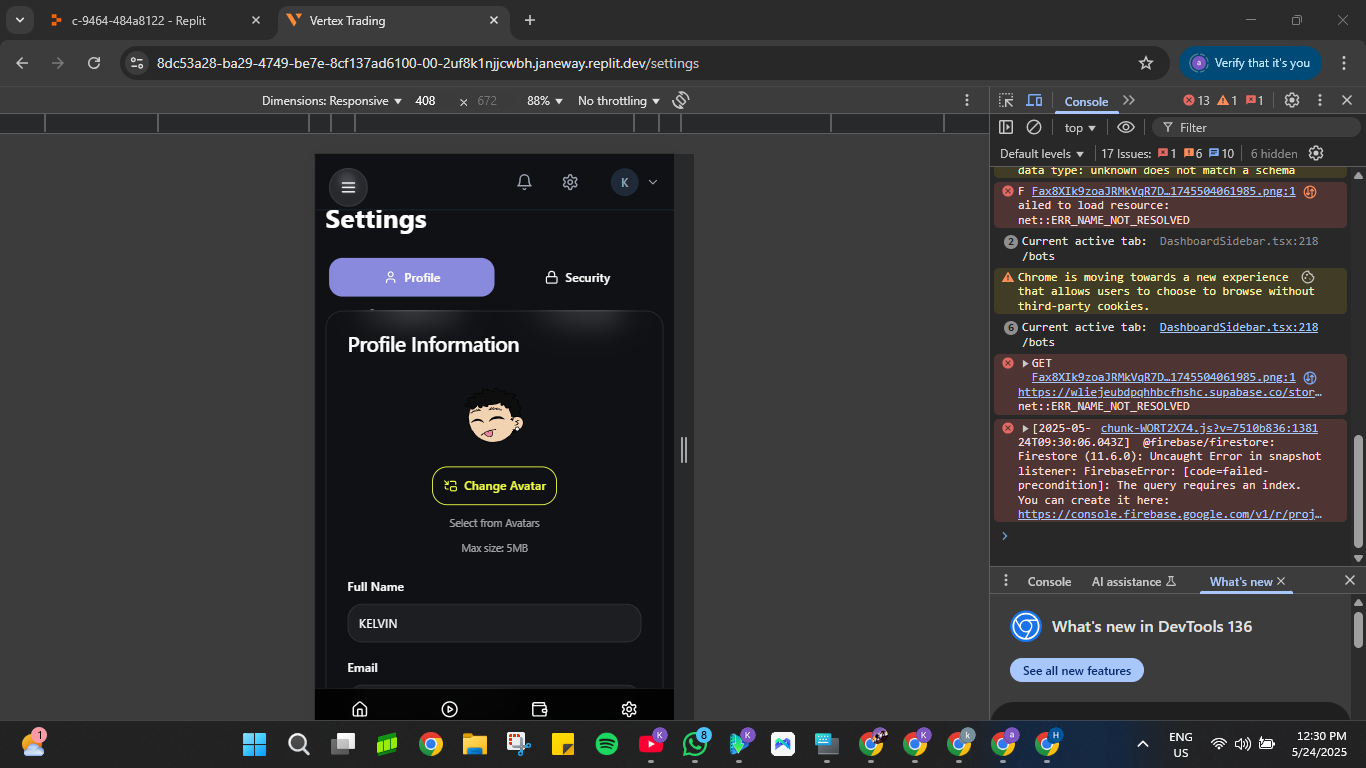 c-9464-484a8122 - Replit
Vertex Trading
8dc53a28-ba29-4749-be7e-8cf137ad6100-00-2uf8k1njjcwbh.janeway.replit.dev/settings
a
Verify that it's you
Dimensions: Responsive
408
×
672
88%
No throttling
Console
13
1
1
top
Filter
Default levels
17 Issues:
1
6
10
6 hidden
data type: unknown does not match a schema
F Fax8XIk9zoaJRMkVqR7D…1745504061985.png:1
ailed to load resource:
net::ERR_NAME_NOT_RESOLVED
2 Current active tab: DashboardSidebar.tsx:218
/bots
Chrome is moving towards a new experience
that allows users to choose to browse without
third-party cookies.
6 Current active tab: DashboardSidebar.tsx:218
/bots
GET
Fax8XIk9zoaJRMkVqR7D…1745504061985.png:1
https://wliejeubdpqhhbcfhshc.supabase.co/stor…
net::ERR_NAME_NOT_RESOLVED
[2025-05- chunk-WORT2X74.js?v=7510b836:1381
24T09:30:06.043Z] @firebase/firestore:
Firestore (11.6.0): Uncaught Error in snapshot
listener: FirebaseError: [code=failed-
precondition]: The query requires an index.
You can create it here:
https://console.firebase.google.com/v1/r/proj…
Console
AI assistance
What's new
What's new in DevTools 136
See all new features
K
Settings
Profile
Security
Profile Information
Change Avatar
Select from Avatars
Max size: 5MB
Full Name
KELVIN
Email
1
K
8
K
K
k
a
H
ENG
US
12:30 PM
5/24/2025